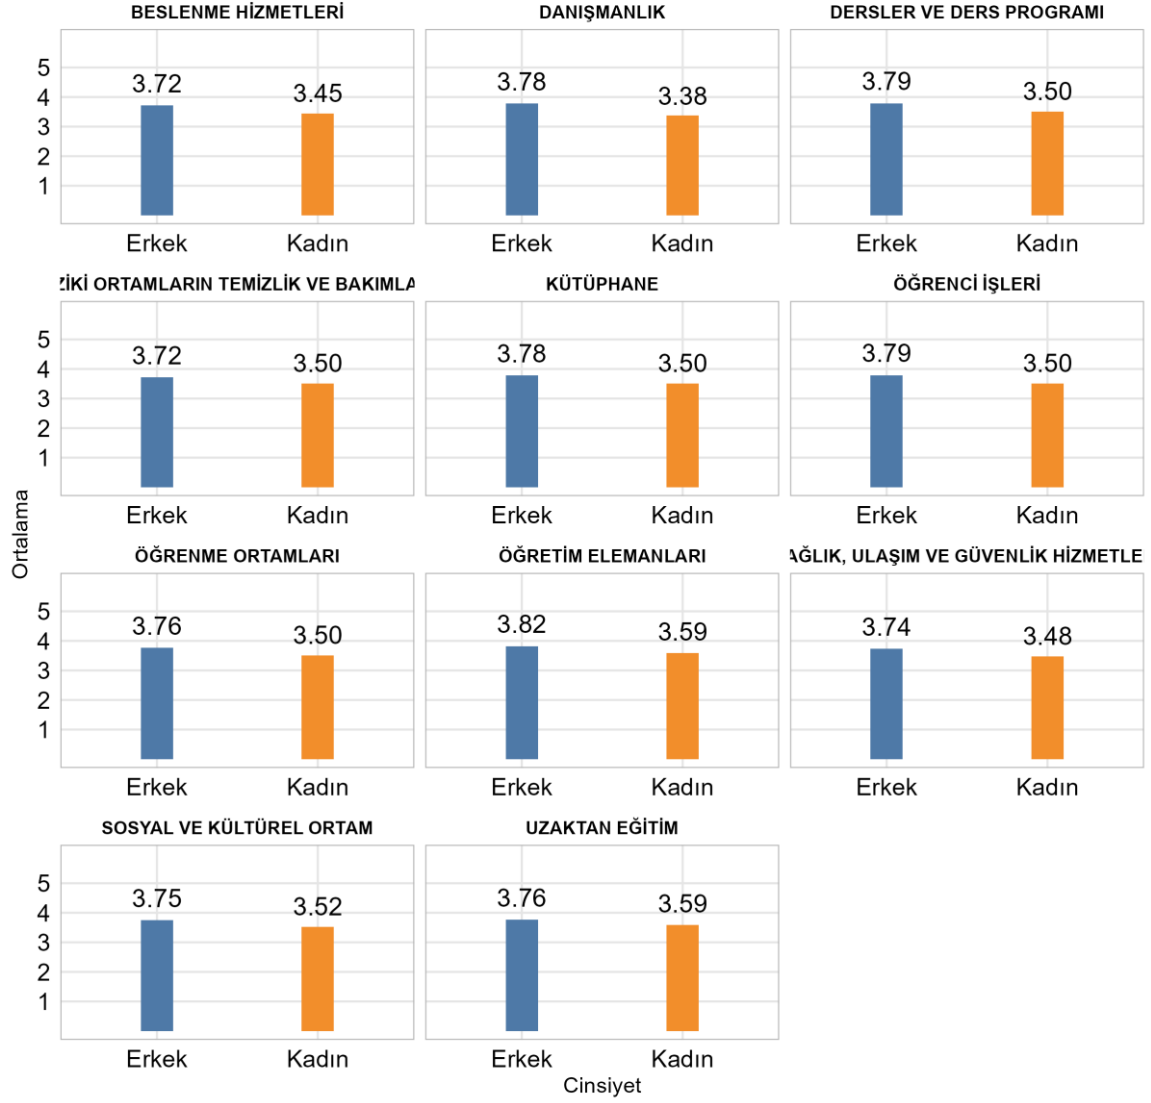 BESLENME HİZMETLERİ
5
4
3
2
1
3.72
3.45
Erkek
Kadın
DANIŞMANLIK
3.78
3.38
Erkek
Kadın
DERSLER VE DERS PROGRAMI
3.79
3.50
Erkek
Kadın
ZİKİ ORTAMLARIN TEMİZLİK VE BAKIMLA
5
4
3
2
1
3.72
3.50
Erkek
Kadın
KÜTÜPHANE
3.78
3.50
Erkek
Kadın
ÖĞRENCİ İŞLERİ
3.79
3.50
Erkek
Kadın
Ortalama
ÖĞRENME ORTAMLARI
5
4
3
2
1
3.76
3.50
Erkek
Kadın
ÖĞRETİM ELEMANLARI
3.82
3.59
Erkek
Kadın
AĞLIK, ULAŞIM VE GÜVENLİK HİZMETLE
3.74
3.48
Erkek
Kadın
SOSYAL VE KÜLTÜREL ORTAM
5
4
3
2
1
3.75
3.52
Erkek
Kadın
UZAKTAN EĞİTİM
3.76
3.59
Erkek
Kadın
Cinsiyet